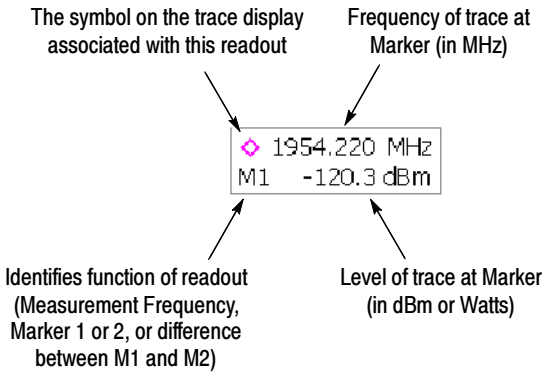 The symbol on the trace display
associated with this readout
Frequency of trace at
Marker (in MHz)
1954.220 MHz
M1 -120.3 dBm
Identifies function of readout
(Measurement Frequency,
Marker 1 or 2, or difference
between M1 and M2)
Level of trace at Marker
(in dBm or Watts)